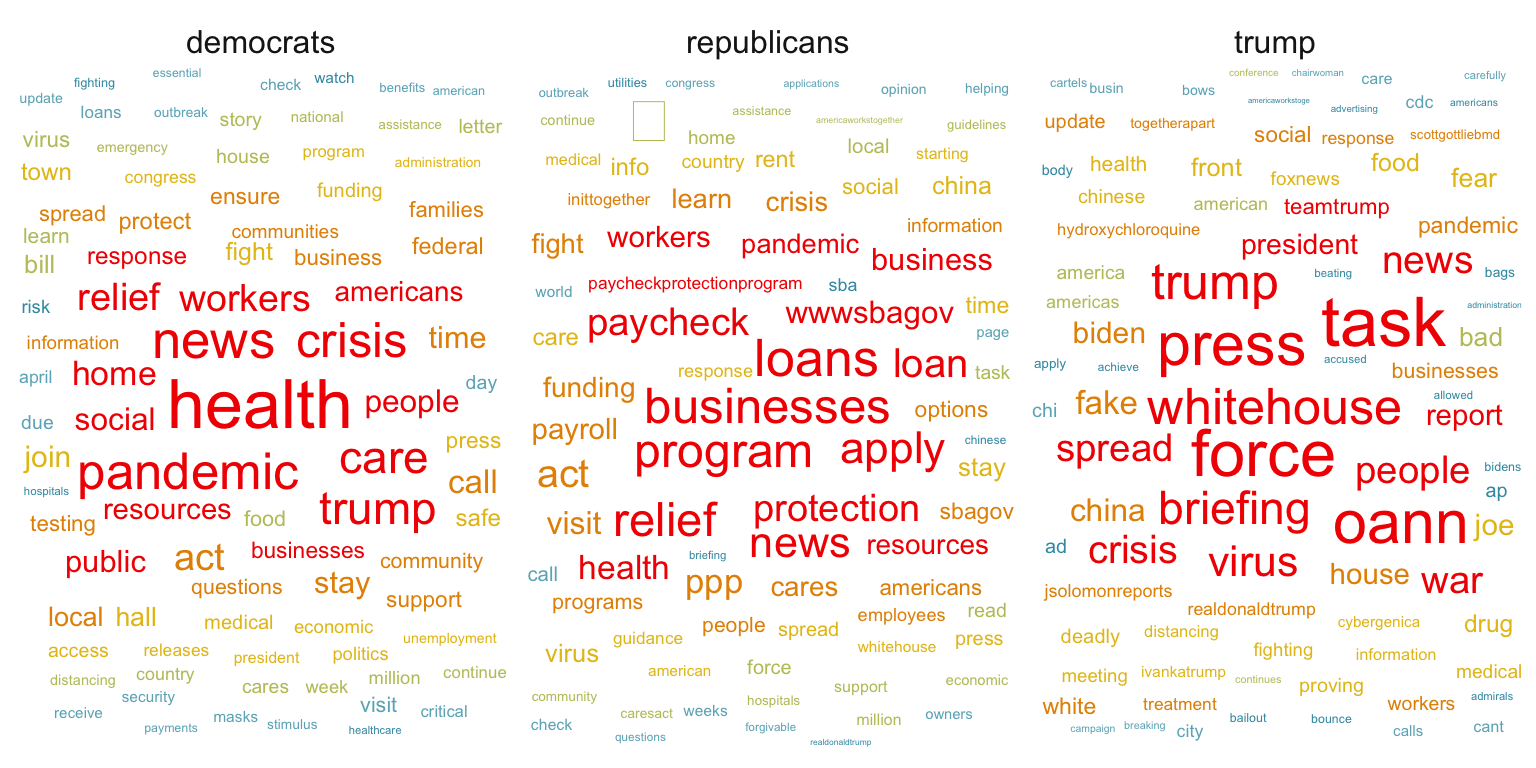 democrats
fighting essential check watch
update benefits american
loans outbreak story national assistance letter
virus emergency house program administration
town congress ensure funding
spread protect communities families
learn response fight business federal
bill
risk relief workers americans
information news crisis time
april home health people day
due social
join pandemic care press
hospitals resources trump call
testing food safe
public act businesses community
questions stay support
local hall medical economic unemployment
access releases president politics
distancing country cares week million continue
security visit
receive masks stimulus critical
payments healthcare
republicans
outbreak utilities congress applications opinion helping
continue assistance americaworkstogether guidelines
home local
medical info country rent starting
inittogether learn crisis social china
fight workers pandemic business information
world paycheckprotectionprogram sba
care paycheck wwwsbagov time page
response loans loan task
funding businesses options
payroll program apply chinese
act stay
visit relief protection sbagov
briefing news resources
call health ppp cares americans
programs people employees read
virus guidance spread whitehouse press
american force economic
community caresact hospitals support
check weeks million owners
questions forgivable realdonaldtrump
trump
cartels busin conference chairwoman care carefully
bows americaworkstoge advertising cdc americans
update togetherapart social response scottgottliebmd
body health front foxnews food fear
chinese american teamtrump
hydroxychloroquine president pandemic
america trump beating news bags
americas task administration
biden press accused bad
apply achieve businesses
chi fake whitehouse allowed report
spread force people bidens
china briefing oann ap joe
ad crisis virus house war
jsolomonreports realdonaldtrump
deadly distancing cybergenica drug
fighting information
meeting ivankatrump continues proving medical
white treatment workers admirals
campaign breaking city bailout bounce calls cant